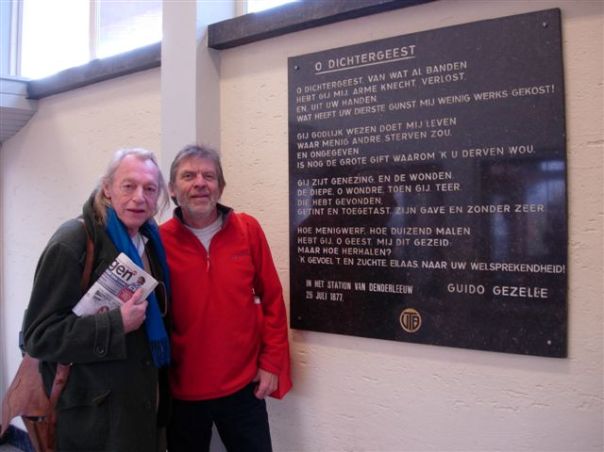 O DICHTERGEEST
O DICHTERGEEST, VAN WAT AL BANDEN
HEBT GIJ MIJ, ARME KNECHT, VERLOST,
EN, UIT UW HANDEN,
WAT HEEFT UW DIERSTE GUNST MIJ WEINIG WERKS GEKOST!
GIJ GODLIJK WEZEN DOET MIJ LEVEN
WAAR MENIG ANDRE STERVEN ZOU,
EN ONGEGEVEN
IS NOG DE GROTE GIFT WAAROM 'K U DERVEN WOU.
GIJ ZIJT GENEZING, EN DE WONDEN,
DE DIEPE, O WONDRE, TOEN GIJ, TEER,
DIE HEBT GEVONDEN,
GETINT EN TOEGETAST, ZIJN GAVE EN ZONDER ZEER.
HOE MENIGWERF, HOE DUIZEND MALEN
HEBT GIJ, O GEEST, MIJ DIT GEZEID:
MAAR HOE HERHALEN?
'K GEVOEL 'T EN ZUCHTE, EILAAS, NAAR UW WELSPREKENDHEID!
IN HET STATION VAN DENDERLEEUW
25 JULI 1877.
GUIDO GEZELLE
VTB
gen